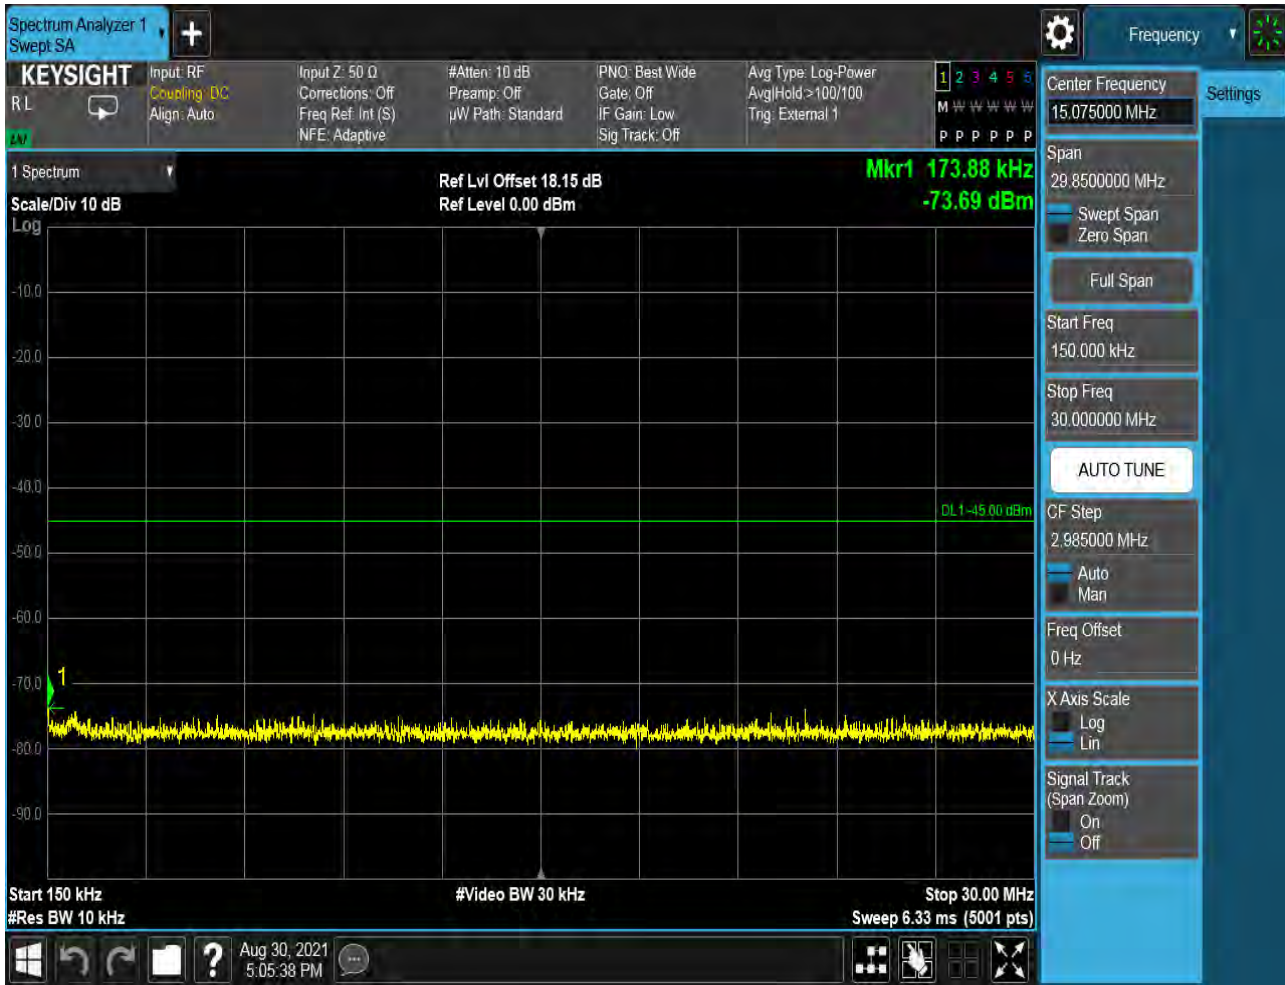 Spectrum Analyzer 1
Swept SA
Frequency
KEYSIGHT
R L
Input: RF
Coupling: DC
Align: Auto
Input Z: 50 Ω
Corrections: Off
Freq Ref: Int (S)
NFE: Adaptive
#Atten: 10 dB
Preamp: Off
µW Path: Standard
PNO: Best Wide
Gate: Off
IF Gain: Low
Sig Track: Off
Avg Type: Log-Power
Avg|Hold:>100/100
Trig: External 1
1 2 3 4 5 6
M W W W W W
P P P P P P
1 Spectrum
Scale/Div 10 dB
Log
Ref Lvl Offset 18.15 dB
Ref Level 0.00 dBm
Mkr1 173.88 kHz
-73.69 dBm
-10.0
-20.0
-30.0
-40.0
DL1 -45.00 dBm
-50.0
-60.0
-70.0
1
-80.0
-90.0
Start 150 kHz
#Res BW 10 kHz
#Video BW 30 kHz
Stop 30.00 MHz
Sweep 6.33 ms (5001 pts)
Aug 30, 2021
5:05:38 PM
?
Center Frequency
15.075000 MHz
Settings
Span
29.8500000 MHz
Swept Span
Zero Span
Full Span
Start Freq
150.000 kHz
Stop Freq
30.000000 MHz
AUTO TUNE
CF Step
2.985000 MHz
Auto
Man
Freq Offset
0 Hz
X Axis Scale
Log
Lin
Signal Track
(Span Zoom)
On
Off